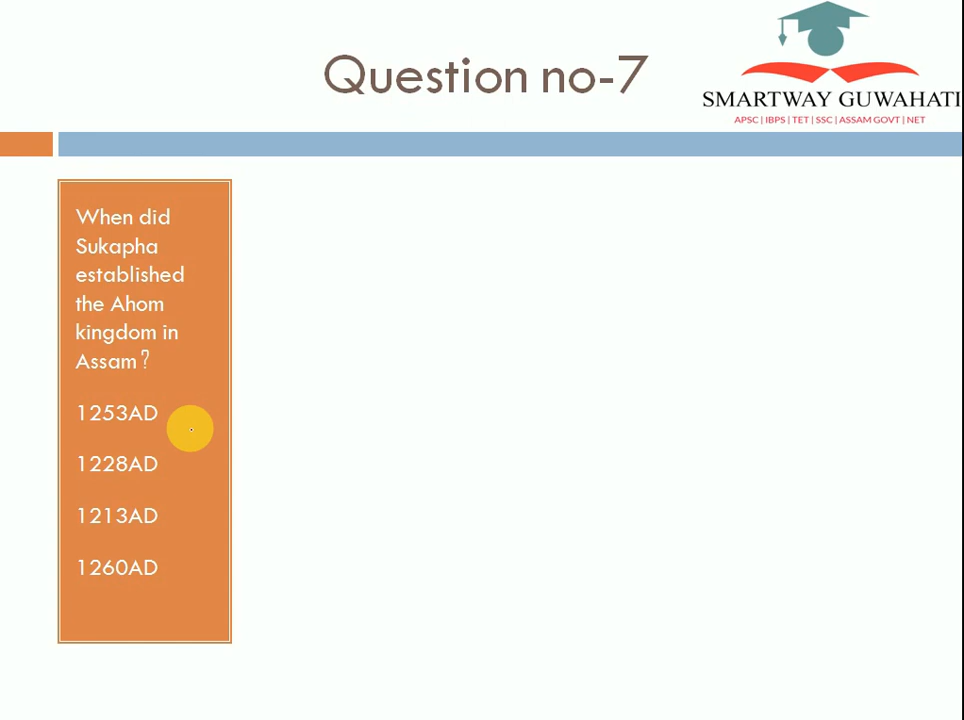 Question no-7
SMARTWAY GUWAHATI
APSC | IBPS | TET | SSC | ASSAM GOVT | NET
When did
Sukapha
established
the Ahom
kingdom in
Assam?
1253AD
1228AD
1213AD
1260AD